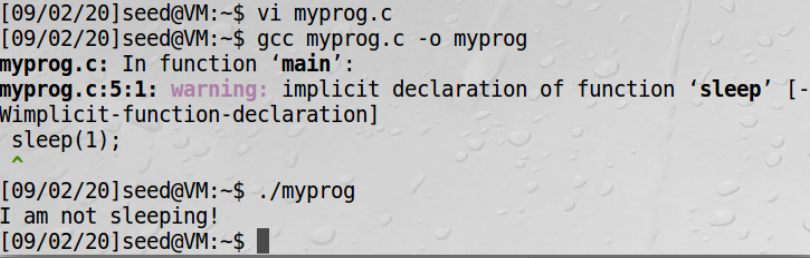 [09/02/20]seed@VM:~$ vi myprog.c
[09/02/20]seed@VM:~$ gcc myprog.c -o myprog
myprog.c: In function ‘main’:
myprog.c:5:1: warning: implicit declaration of function ‘sleep’ [-
Wimplicit-function-declaration]
 sleep(1);
 ^
[09/02/20]seed@VM:~$ ./myprog
I am not sleeping!
[09/02/20]seed@VM:~$